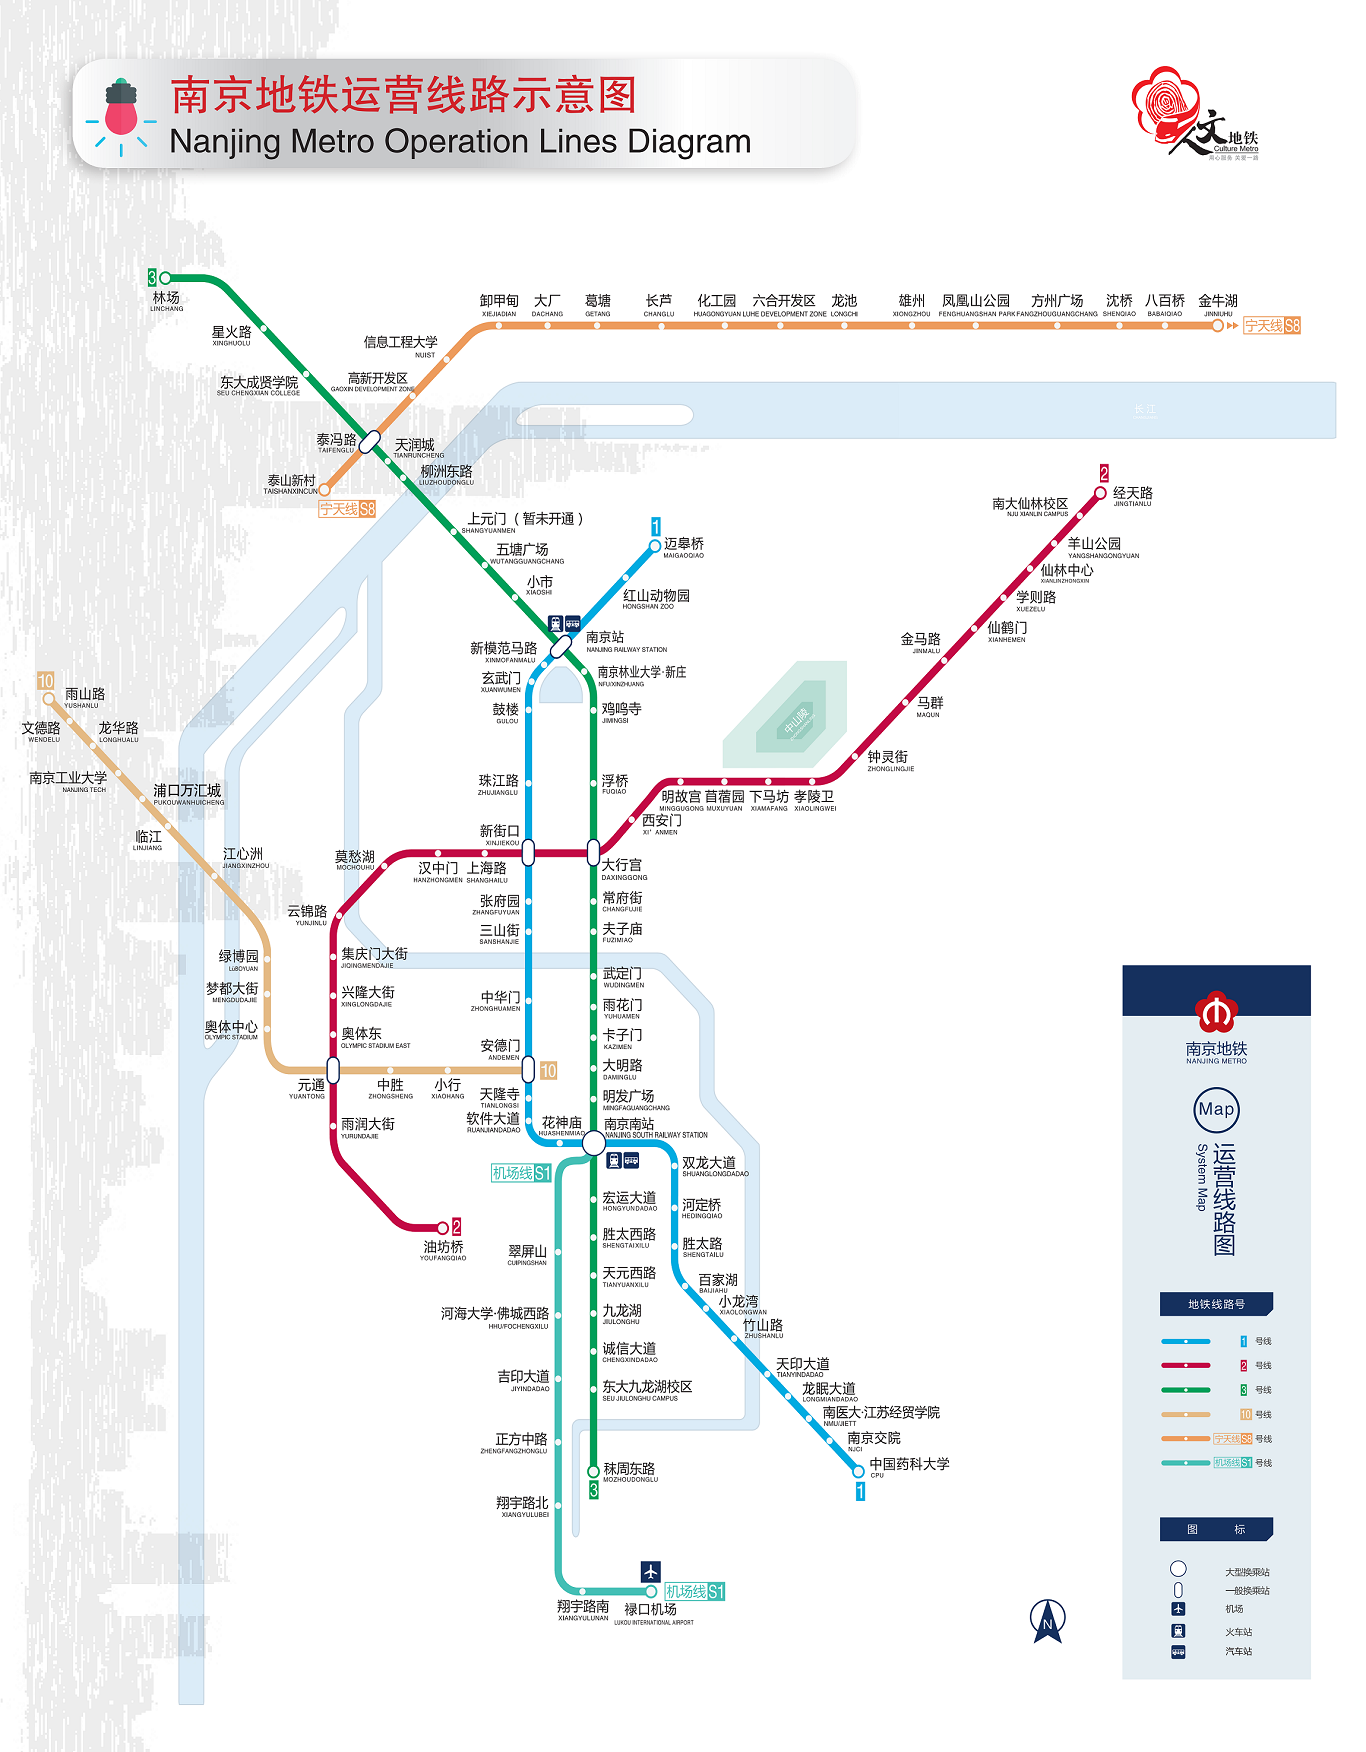 南京地铁运营线路示意图
Nanjing Metro Operation Lines Diagram
文地铁
Culture Metro
用心服务 关爱一路
3
林场
LINCHANG
星火路
XINGHUOLU
东大成贤学院
SEU CHENGXIAN COLLEGE
泰冯路
TAIFENGLU
天润城
TIANRUNCHENG
柳洲东路
LIUZHOUDONGLU
上元门（暂未开通）
SHANGYUANMEN
五塘广场
WUTANGGUANGCHANG
小市
XIAOSHI
南京站
NANJING RAILWAY STATION
南京林业大学·新庄
NFU/XINZHUANG
鸡鸣寺
JIMINGSI
浮桥
FUQIAO
大行宫
DAXINGGONG
常府街
CHANGFUJIE
夫子庙
FUZIMIAO
武定门
WUDINGMEN
雨花门
YUHUAMEN
卡子门
KAZIMEN
大明路
DAMINGLU
明发广场
MINGFAGUANGCHANG
南京南站
NANJING SOUTH RAILWAY STATION
宏运大道
HONGYUNDADAO
胜太西路
SHENGTAIXILU
天元西路
TIANYUANXILU
九龙湖
JIULONGHU
诚信大道
CHENGXINDADAO
东大九龙湖校区
SEU JIULONGHU CAMPUS
秣周东路
MOZHOUDONGLU
3
卸甲甸
XIEJIADIAN
大厂
DACHANG
葛塘
GETANG
长芦
CHANGLU
化工园
HUAGONGYUAN
六合开发区
LUHE DEVELOPMENT ZONE
龙池
LONGCHI
雄州
XIONGZHOU
凤凰山公园
FENGHUANGSHAN PARK
方州广场
FANGZHOUGUANGCHANG
沈桥
SHENQIAO
八百桥
BABAIQIAO
金牛湖
JINNIUHU
宁天线S8
信息工程大学
NUIST
高新开发区
GAOXIN DEVELOPMENT ZONE
泰山新村
TAISHANXINCUN
宁天线S8
长江
1
迈皋桥
MAIGAOQIAO
红山动物园
HONGSHAN ZOO
新模范马路
XINMOFANMALU
玄武门
XUANWUMEN
鼓楼
GULOU
珠江路
ZHUJIANGLU
新街口
XINJIEKOU
张府园
ZHANGFUYUAN
三山街
SANSHANJIE
中华门
ZHONGHUAMEN
安德门
ANDEMEN
天隆寺
TIANLONGSI
软件大道
RUANJIANDADAO
花神庙
HUASHENMIAO
双龙大道
SHUANGLONGDADAO
河定桥
HEDINGQIAO
胜太路
SHENGTAILU
百家湖
BAIJIAHU
小龙湾
XIAOLONGWAN
竹山路
ZHUSHANLU
天印大道
TIANYINDADAO
龙眠大道
LONGMIANDADAO
南医大·江苏经贸学院
NMU/JIETT
南京交院
NJCI
中国药科大学
CPU
1
2
经天路
JINGTIANLU
南大仙林校区
NJU XIANLIN CAMPUS
羊山公园
YANGSHANGONGYUAN
仙林中心
XIANLINZHONGXIN
学则路
XUEZELU
仙鹤门
XIANHEMEN
金马路
JINMALU
马群
MAQUN
钟灵街
ZHONGLINGJIE
中山陵
明故宫
MINGGUGONG
苜蓿园
MUXUYUAN
下马坊
XIAMAFANG
孝陵卫
XIAOLINGWEI
西安门
XI' ANMEN
上海路
SHANGHAILU
汉中门
HANZHONGMEN
莫愁湖
MOCHOUHU
云锦路
YUNJINLU
集庆门大街
JIQINGMENDAJIE
兴隆大街
XINGLONGDAJIE
奥体东
OLYMPIC STADIUM EAST
元通
YUANTONG
雨润大街
YURUNDAJIE
油坊桥
YOUFANGQIAO
2
10
雨山路
YUSHANLU
文德路
WENDELU
龙华路
LONGHUALU
南京工业大学
NANJING TECH
浦口万汇城
PUKOUWANHUICHENG
临江
LINJIANG
江心洲
JIANGXINZHOU
绿博园
LüBOYUAN
梦都大街
MENGDUDAJIE
奥体中心
OLYMPIC STADIUM
中胜
ZHONGSHENG
小行
XIAOHANG
10
机场线S1
翠屏山
CUIPINGSHAN
河海大学·佛城西路
HHU/FOCHENGXILU
吉印大道
JIYINDADAO
正方中路
ZHENGFANGZHONGLU
翔宇路北
XIANGYULUBEI
翔宇路南
XIANGYULUNAN
禄口机场
LUKOU INTERNATIONAL AIRPORT
机场线S1
N
南京地铁
NANJING METRO
Map
运营线路图
System Map
地铁线路号
1 号线
2 号线
3 号线
10 号线
宁天线S8 号线
机场线S1 号线
图 标
大型换乘站
一般换乘站
机场
火车站
汽车站